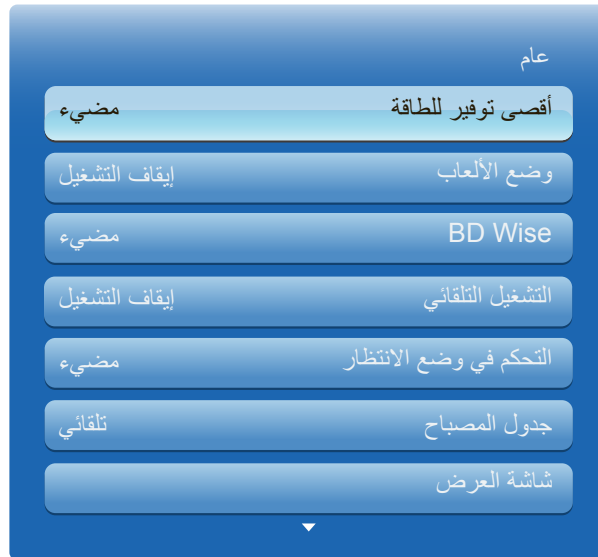 عام
أقصى توفير للطاقة مضيء
وضع الألعاب إيقاف التشغيل
BD Wise مضيء
التشغيل التلقائي إيقاف التشغيل
التحكم في وضع الانتظار مضيء
جدول المصباح تلقائي
شاشة العرض